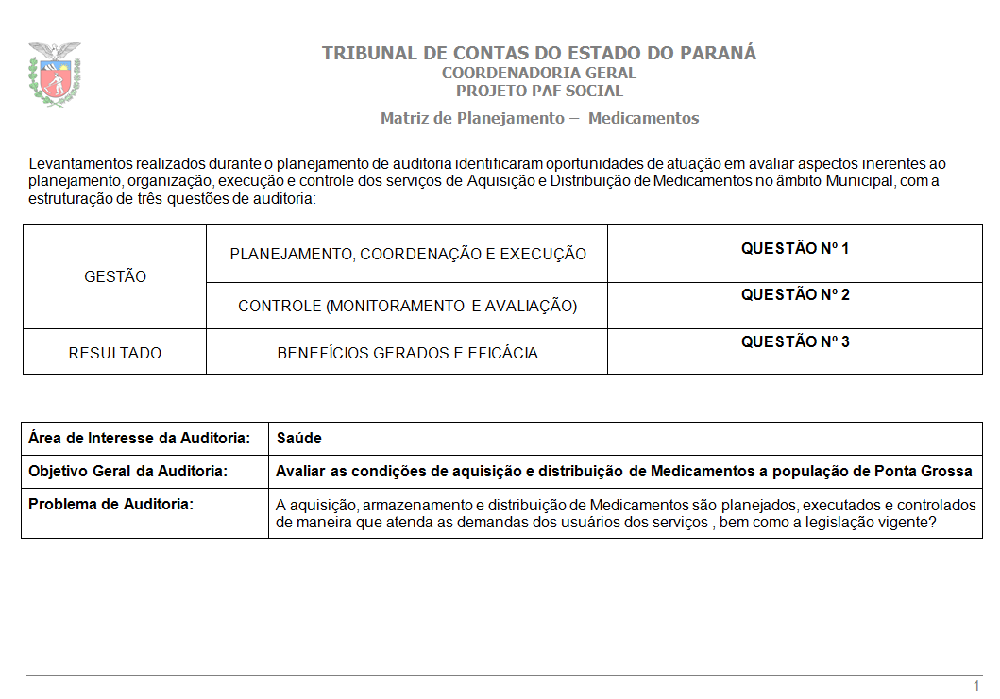 TRIBUNAL DE CONTAS DO ESTADO DO PARANÁ
COORDENADORIA GERAL
PROJETO PAF SOCIAL
Matriz de Planejamento – Medicamentos
Levantamentos realizados durante o planejamento de auditoria identificaram oportunidades de atuação em avaliar aspectos inerentes ao
planejamento, organização, execução e controle dos serviços de Aquisição e Distribuição de Medicamentos no âmbito Municipal, com a
estruturação de três questões de auditoria:
GESTÃO
PLANEJAMENTO, COORDENAÇÃO E EXECUÇÃO
QUESTÃO Nº 1
CONTROLE (MONITORAMENTO E AVALIAÇÃO)
QUESTÃO Nº 2
RESULTADO
BENEFÍCIOS GERADOS E EFICÁCIA
QUESTÃO Nº 3
Área de Interesse da Auditoria:
Saúde
Objetivo Geral da Auditoria:
Avaliar as condições de aquisição e distribuição de Medicamentos a população de Ponta Grossa
Problema de Auditoria:
A aquisição, armazenamento e distribuição de Medicamentos são planejados, executados e controlados
de maneira que atenda as demandas dos usuários dos serviços , bem como a legislação vigente?
1